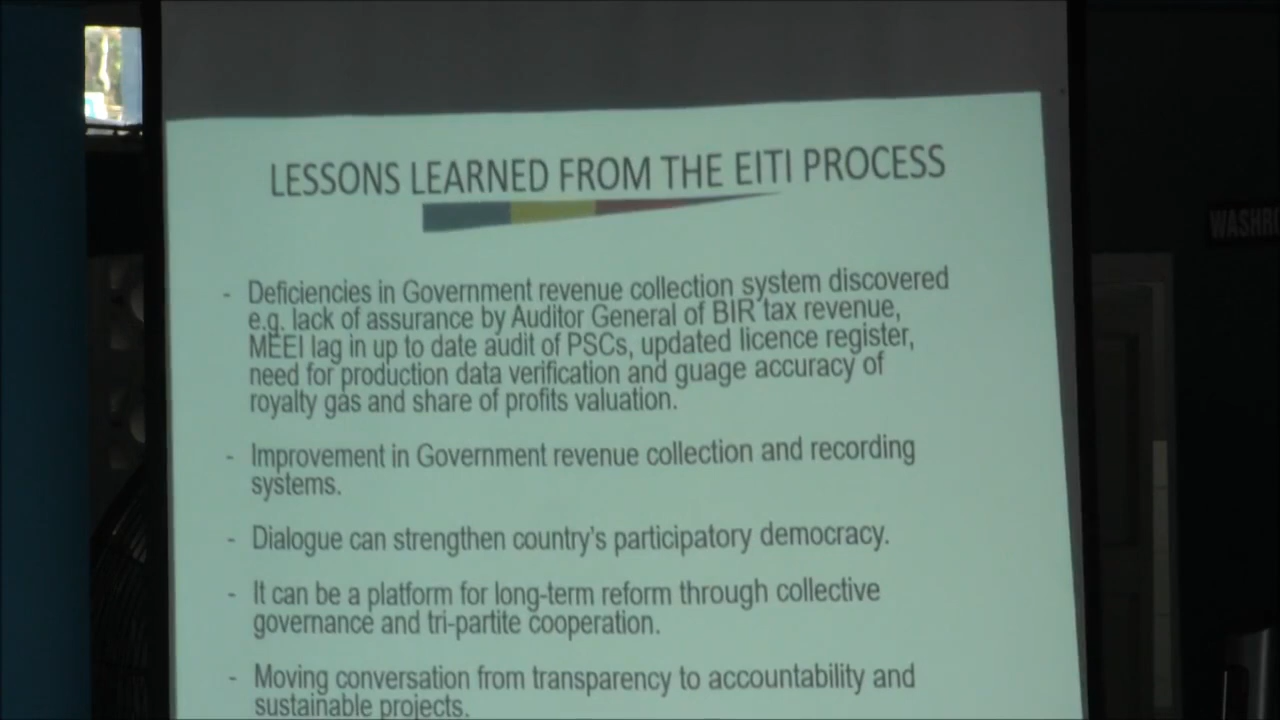 LESSONS LEARNED FROM THE EITI PROCESS
- Deficiencies in Government revenue collection system discovered
e.g. lack of assurance by Auditor General of BIR tax revenue,
MEEI lag in up to date audit of PSCs, updated licence register,
need for production data verification and guage accuracy of
royalty gas and share of profits valuation.
- Improvement in Government revenue collection and recording
systems.
- Dialogue can strengthen country's participatory democracy.
- It can be a platform for long-term reform through collective
governance and tri-partite cooperation.
- Moving conversation from transparency to accountability and
sustainable projects.